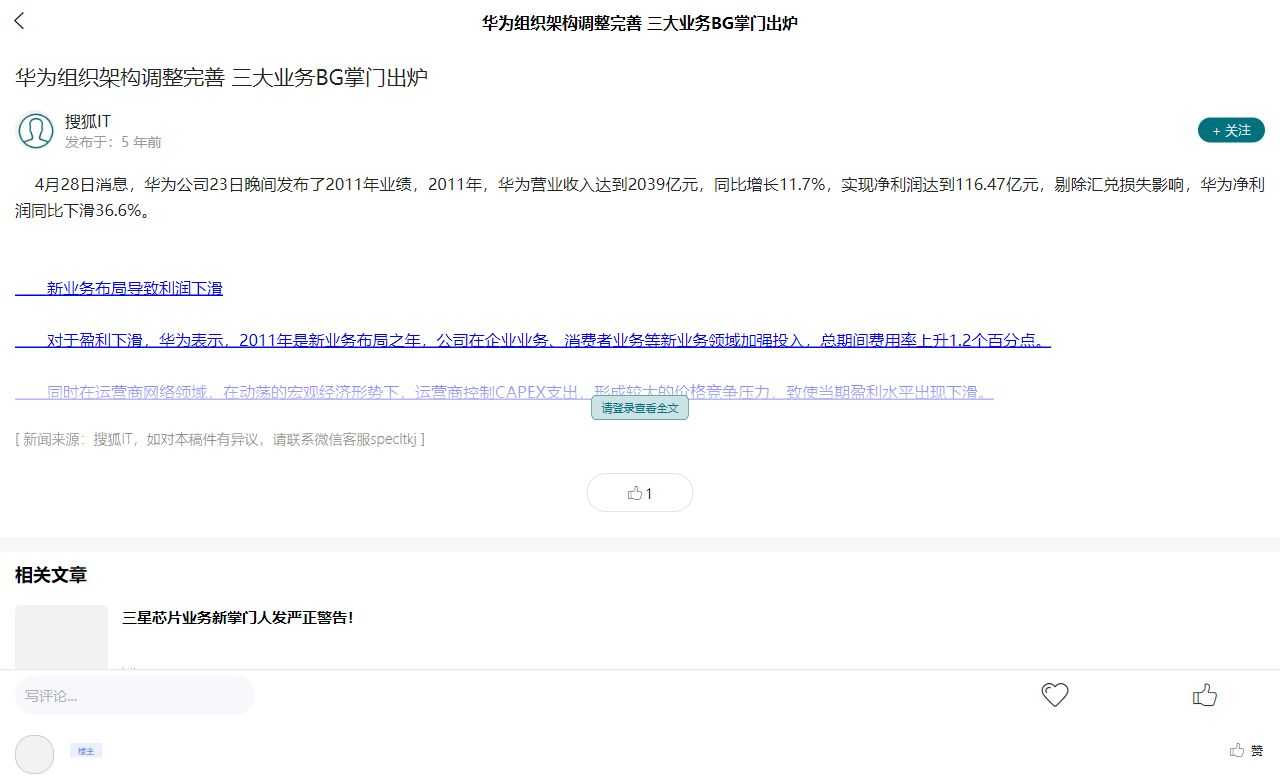 华为组织架构调整完善 三大业务BG掌门出炉
华为组织架构调整完善 三大业务BG掌门出炉
搜狐IT
发布于：5 年前
+ 关注
4月28日消息，华为公司23日晚间发布了2011年业绩，2011年，华为营业收入达到2039亿元，同比增长11.7%，实现净利润达到116.47亿元，剔除汇兑损失影响，华为净利
润同比下滑36.6%。
新业务布局导致利润下滑
对于盈利下滑，华为表示，2011年是新业务布局之年，公司在企业业务、消费者业务等新业务领域加强投入，总期间费用率上升1.2个百分点。
同时在运营商网络领域，在动荡的宏观经济形势下，运营商控制CAPEX支出，形成较大的价格竞争压力，致使当期盈利水平出现下滑。
请登录查看全文
[ 新闻来源：搜狐IT，如对本稿件有异议，请联系微信客服specltkj ]
1
相关文章
三星芯片业务新掌门人发严正警告！
写评论...
楼主
赞